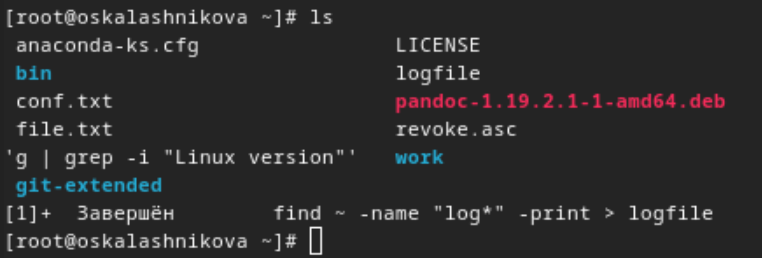 [root@oskalashnikova ~]# ls
 anaconda-ks.cfg                  LICENSE
 bin                              logfile
 conf.txt                         pandoc-1.19.2.1-1-amd64.deb
 file.txt                         revoke.asc
'g | grep -i "Linux version"'   work
 git-extended
[1]+  Завершён         find ~ -name "log*" -print > logfile
[root@oskalashnikova ~]#